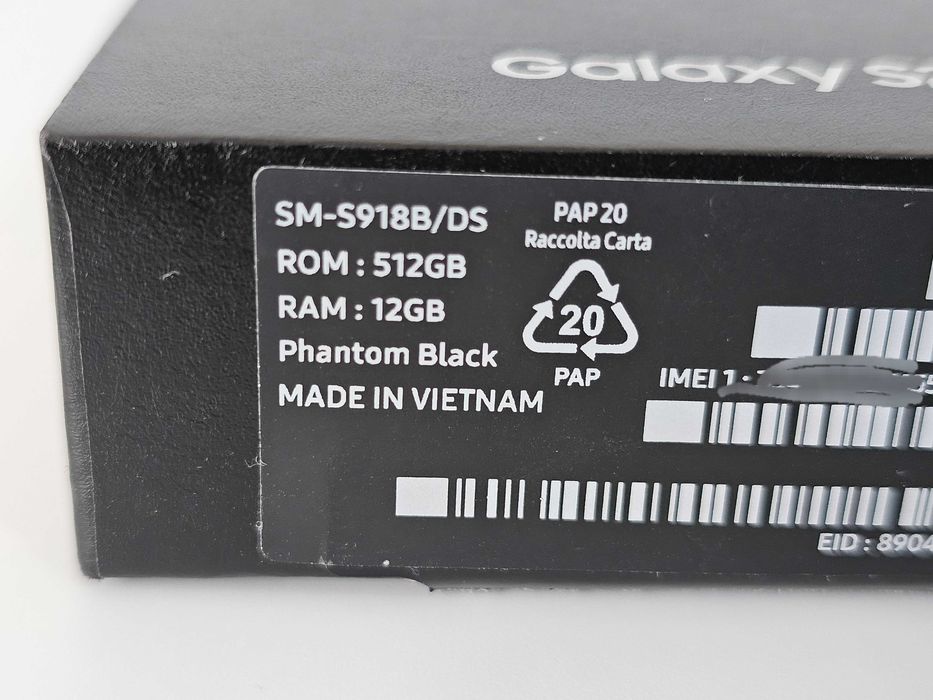 Galaxy S2
SM-S918B/DS
ROM : 512GB
RAM : 12GB
Phantom Black
MADE IN VIETNAM
PAP 20
Raccolta Carta
20
PAP
IMEI 1 :
EID : 8904